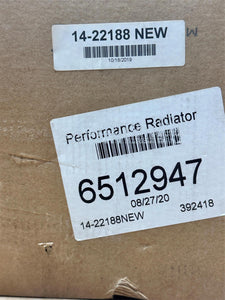 14-22188 NEW
10/16/2019
Performance Radiator
6512947
08/27/20
14-22188NEW 392418